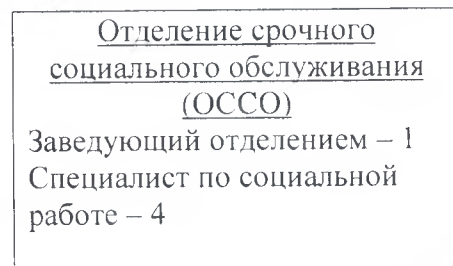 Отделение срочного
социального обслуживания
(ОССО)
Заведующий отделением – 1
Специалист по социальной
работе – 4